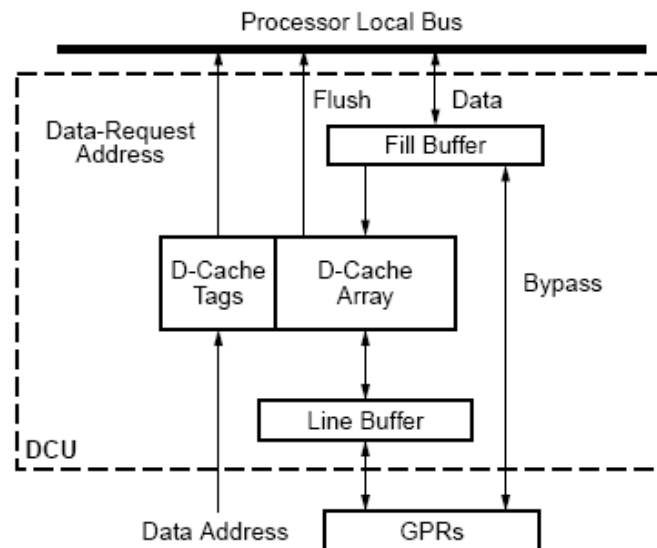 Processor Local Bus
Flush
Data
Data-Request
Address
Fill Buffer
D-Cache
Tags
D-Cache
Array
Bypass
Line Buffer
DCU
Data Address
GPRs